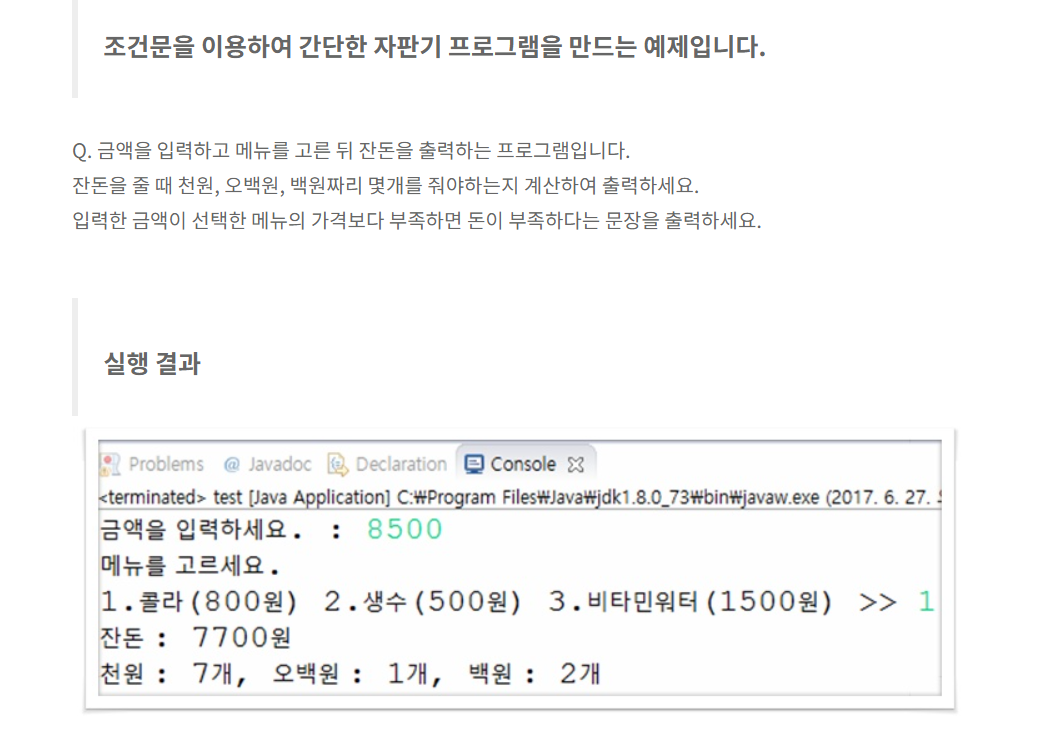 조건문을 이용하여 간단한 자판기 프로그램을 만드는 예제입니다.
Q. 금액을 입력하고 메뉴를 고른 뒤 잔돈을 출력하는 프로그램입니다.
잔돈을 줄 때 천원, 오백원, 백원짜리 몇개를 줘야하는지 계산하여 출력하세요.
입력한 금액이 선택한 메뉴의 가격보다 부족하면 돈이 부족하다는 문장을 출력하세요.
실행 결과
Problems @ Javadoc Declaration Console
<terminated> test [Java Application] C:₩Program Files₩Java₩jdk1.8.0_73₩bin₩javaw.exe (2017. 6. 27.
금액을 입력하세요. : 8500
메뉴를 고르세요.
1.콜라(800원) 2.생수(500원) 3.비타민워터(1500원) >> 1
잔돈 : 7700원
천원 : 7개, 오백원 : 1개, 백원 : 2개